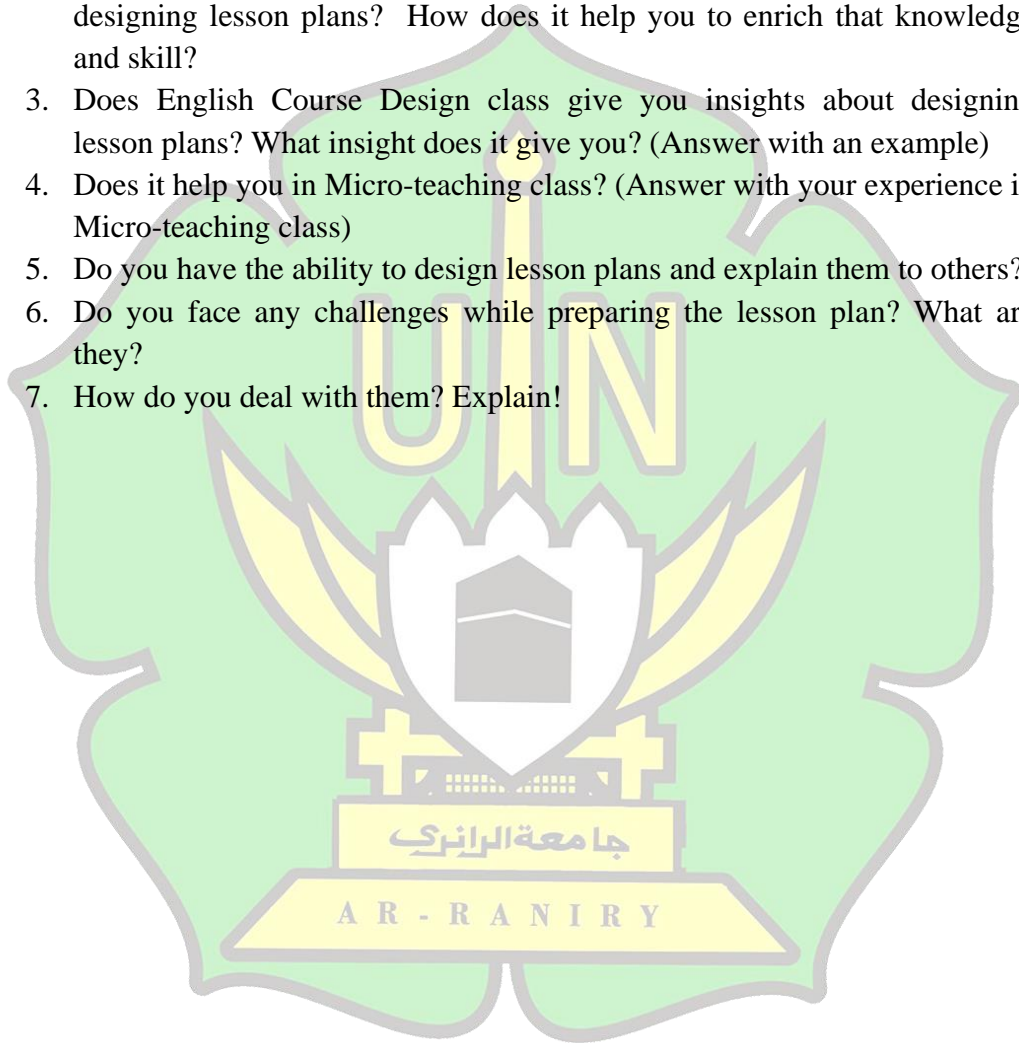 designing lesson plans? How does it help you to enrich that knowledg
and skill?
3. Does English Course Design class give you insights about designin
lesson plans? What insight does it give you? (Answer with an example)
4. Does it help you in Micro-teaching class? (Answer with your experience i
Micro-teaching class)
5. Do you have the ability to design lesson plans and explain them to others?
6. Do you face any challenges while preparing the lesson plan? What ar
they?
7. How do you deal with them? Explain!
UIN
جامعة الرانري
AR-RANIRY